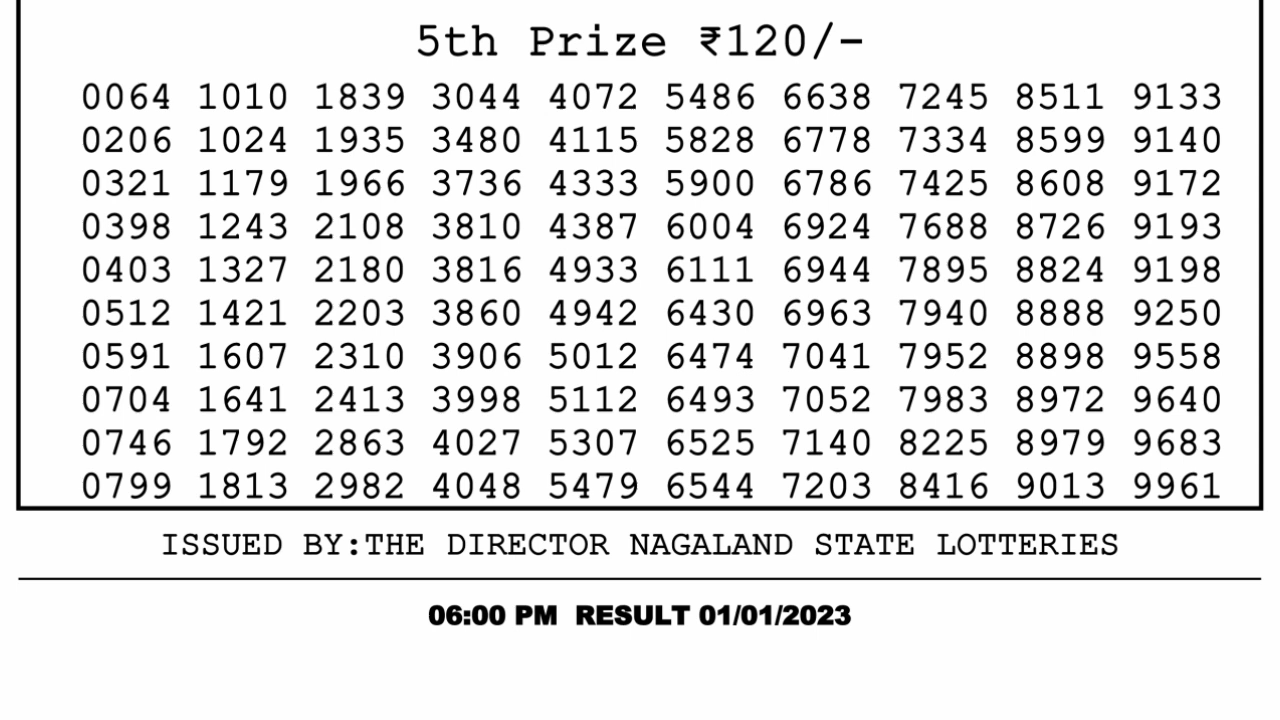 5th Prize ₹120/-
0064 1010 1839 3044 4072 5486 6638 7245 8511 9133
0206 1024 1935 3480 4115 5828 6778 7334 8599 9140
0321 1179 1966 3736 4333 5900 6786 7425 8608 9172
0398 1243 2108 3810 4387 6004 6924 7688 8726 9193
0403 1327 2180 3816 4933 6111 6944 7895 8824 9198
0512 1421 2203 3860 4942 6430 6963 7940 8888 9250
0591 1607 2310 3906 5012 6474 7041 7952 8898 9558
0704 1641 2413 3998 5112 6493 7052 7983 8972 9640
0746 1792 2863 4027 5307 6525 7140 8225 8979 9683
0799 1813 2982 4048 5479 6544 7203 8416 9013 9961
ISSUED BY:THE DIRECTOR NAGALAND STATE LOTTERIES
06:00 PM RESULT 01/01/2023